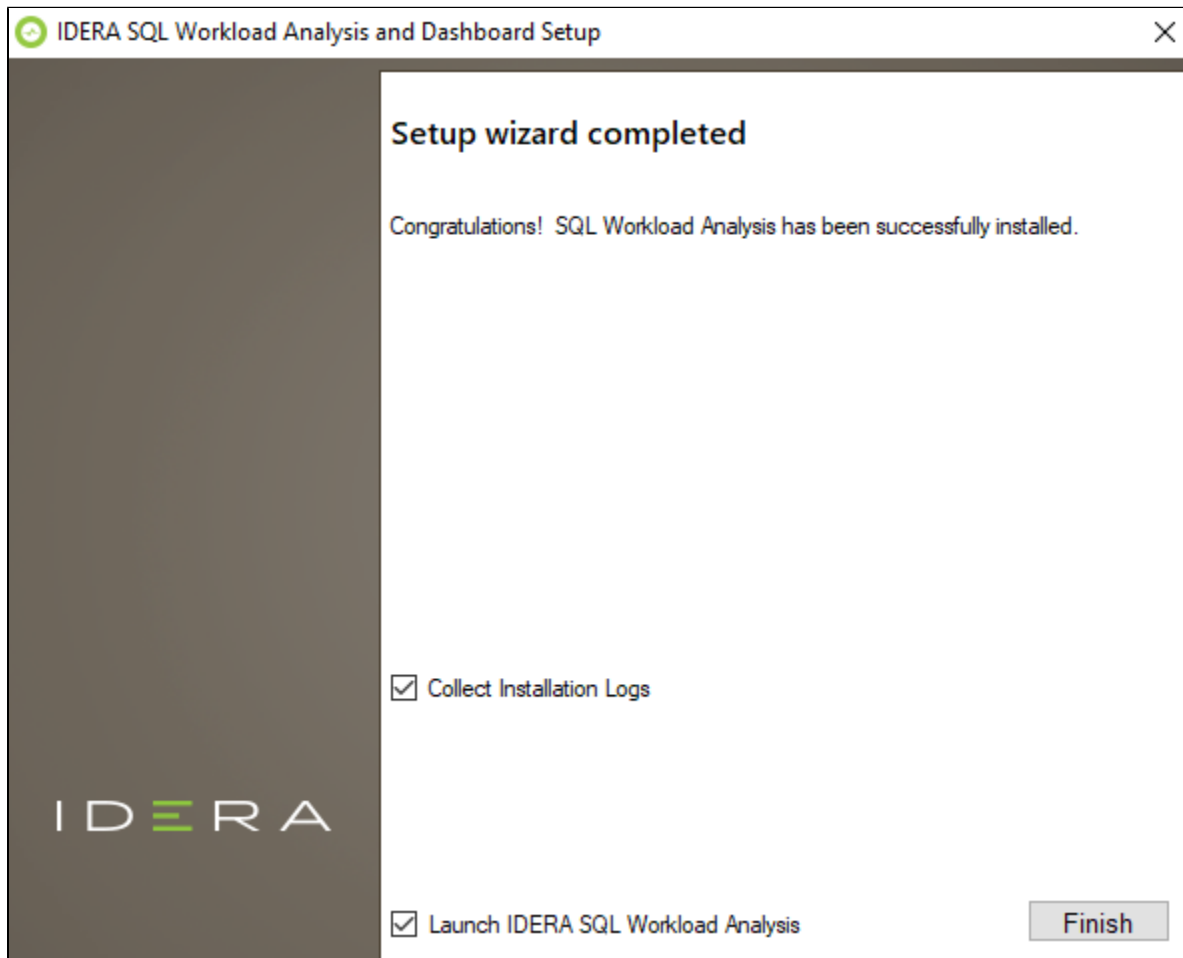 IDERA SQL Workload Analysis and Dashboard Setup
Setup wizard completed
Congratulations!  SQL Workload Analysis has been successfully installed.
Collect Installation Logs
IDERA
Launch IDERA SQL Workload Analysis
Finish